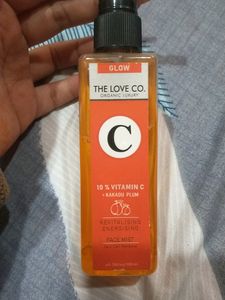 GLOW
THE LOVE CO.
ORGANIC LUXURY
C
10 % VITAMIN C
+ KAKADU PLUM
REVITALISING
ENERGISING
FACE MIST